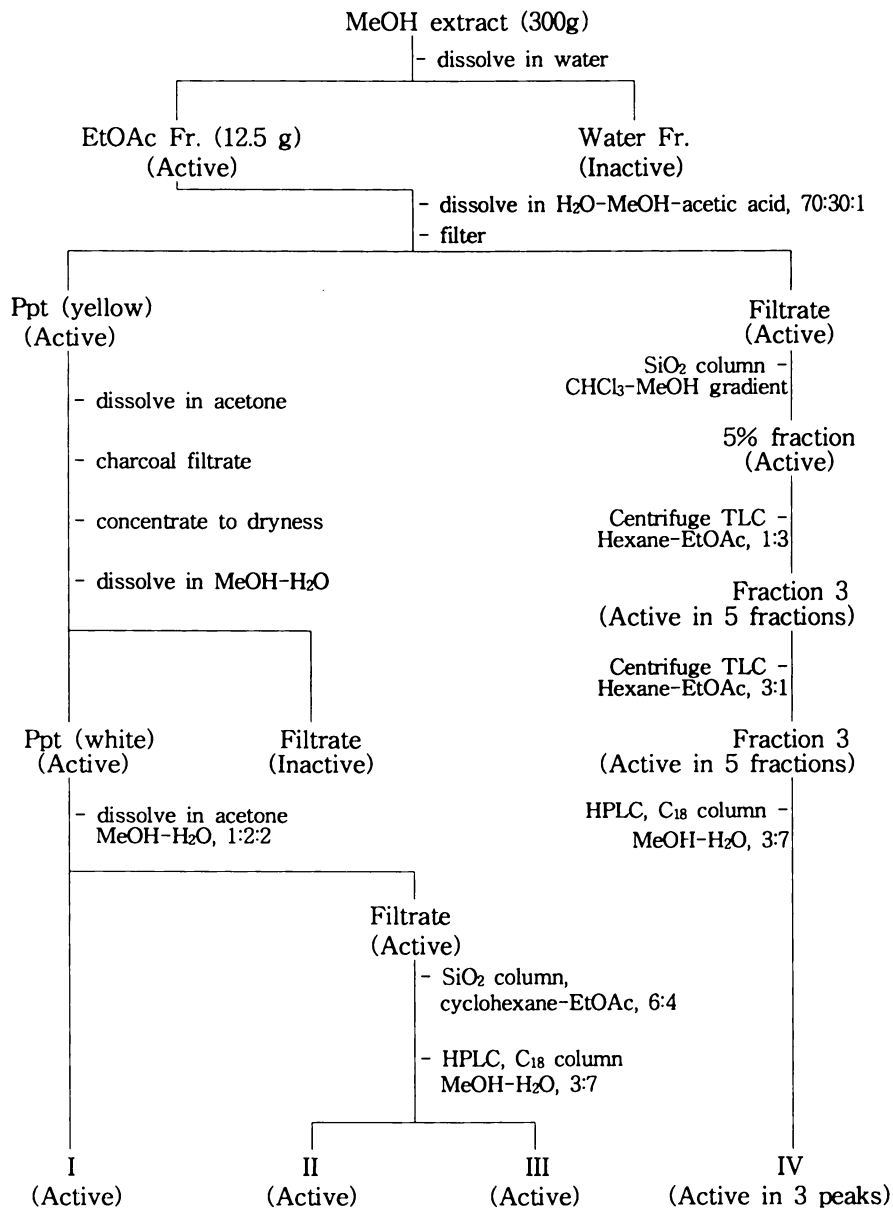 MeOH extract (300g)
- dissolve in water
EtOAc Fr. (12.5 g)
(Active)
Water Fr.
(Inactive)
- dissolve in H₂O-MeOH-acetic acid, 70:30:1
- filter
Ppt (yellow)
(Active)
- dissolve in acetone
- charcoal filtrate
- concentrate to dryness
- dissolve in MeOH-H₂O
Ppt (white)
(Active)
Filtrate
(Inactive)
- dissolve in acetone
MeOH-H₂O, 1:2:2
Filtrate
(Active)
- SiO₂ column,
cyclohexane-EtOAc, 6:4
- HPLC, C₁₈ column
MeOH-H₂O, 3:7
Filtrate
(Active)
SiO₂ column -
CHCl₃-MeOH gradient
5% fraction
(Active)
Centrifuge TLC -
Hexane-EtOAc, 1:3
Fraction 3
(Active in 5 fractions)
Centrifuge TLC -
Hexane-EtOAc, 3:1
Fraction 3
(Active in 5 fractions)
HPLC, C₁₈ column -
MeOH-H₂O, 3:7
I
(Active)
II
(Active)
III
(Active)
IV
(Active in 3 peaks)